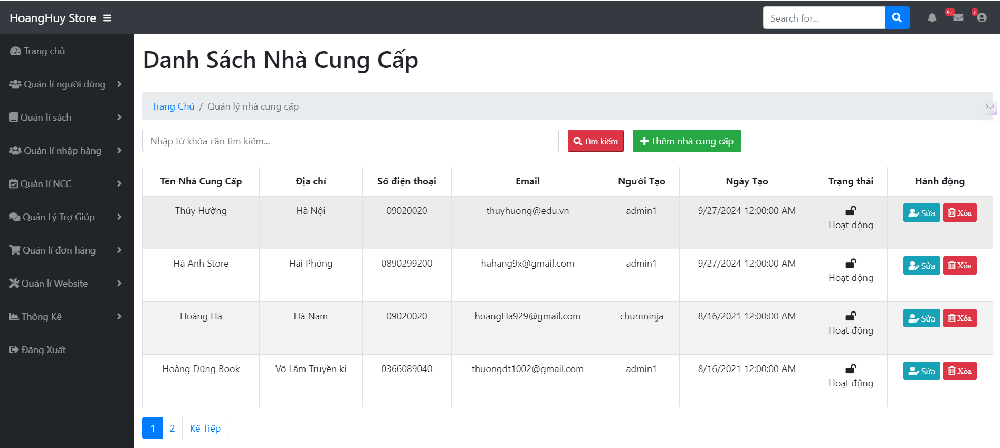 HoangHuy Store
Search for...
9+
7
Trang chủ
Quản lí người dùng
Quản lí sách
Quản lí nhập hàng
Quản lí NCC
Quản Lý Trợ Giúp
Quản lí đơn hàng
Quản lí Website
Thông Kê
Đăng Xuất
Danh Sách Nhà Cung Cấp
Trang Chủ / Quản lý nhà cung cấp
Nhập từ khóa cần tìm kiếm... Tìm kiếm Thêm nhà cung cấp
Tên Nhà Cung Cấp Địa chỉ Số điện thoại Email Người Tạo Ngày Tạo Trạng thái Hành động
Thúy Hường Hà Nội 09020020 thuyhuong@edu.vn admin1 9/27/2024 12:00:00 AM Hoạt động Sửa Xóa
Hà Anh Store Hải Phòng 0890299200 hahang9x@gmail.com admin1 9/27/2024 12:00:00 AM Hoạt động Sửa Xóa
Hoàng Hà Hà Nam 09020020 hoangHa929@gmail.com chumninja 8/16/2021 12:00:00 AM Hoạt động Sửa Xóa
Hoàng Dũng Book Võ Lâm Truyền ki 0366089040 thuongdt1002@gmail.com admin1 8/16/2021 12:00:00 AM Hoạt động Sửa Xóa
1 2 Kế Tiếp